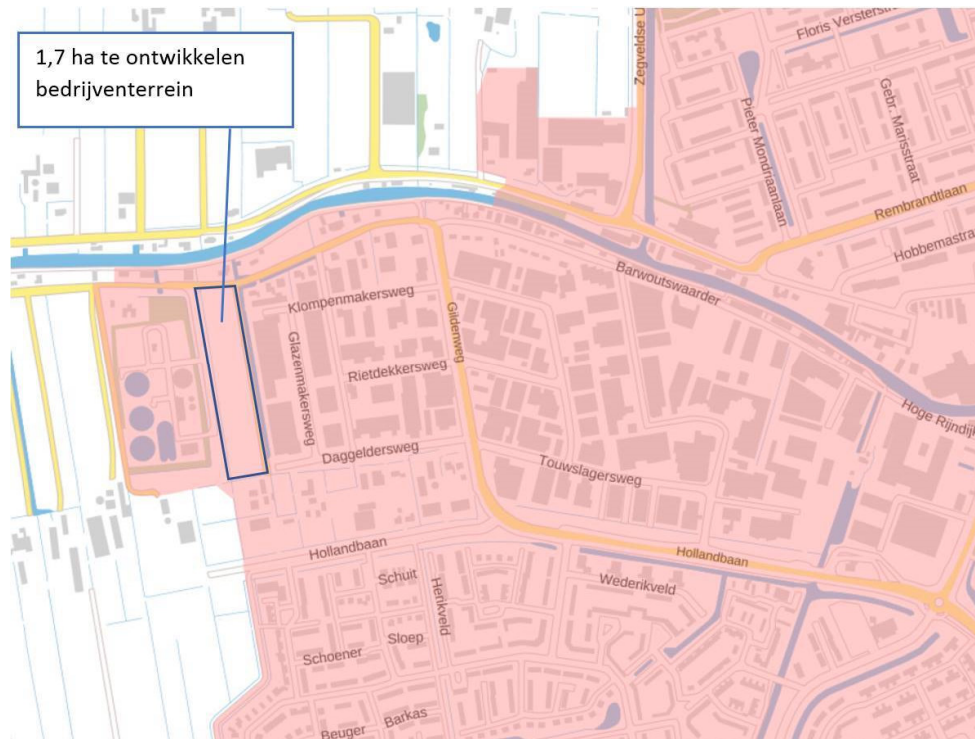 1,7 ha te ontwikkelen
bedrijventerrein
Zegveldse U
Floris Versterstr
Gebr. Marisstraat
Pieter Mondriaanlaan
Rembrandtlaan
Hobbemastra
Barwoutswaarder
Klompenmakersweg
Gildenweg
Glazenmakersweg
Rietdekkersweg
Hoge Rijndijk
Daggeldersweg
Touwslagersweg
Hollandbaan
Hollandbaan
Schuit
Herikveld
Wederikveld
Sloep
Schoener
Barkas
Beuger